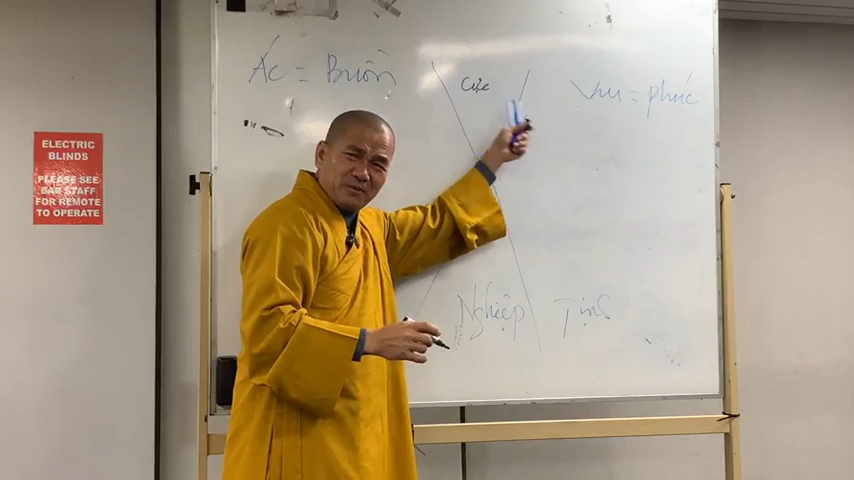 ELECTRIC
BLINDS
PLEASE SEE
BAR STAFF
FOR REMOTE
TO OPERATE
Ác = Buồn
Cực
Vui = phúc
Nghiệp Tịnh